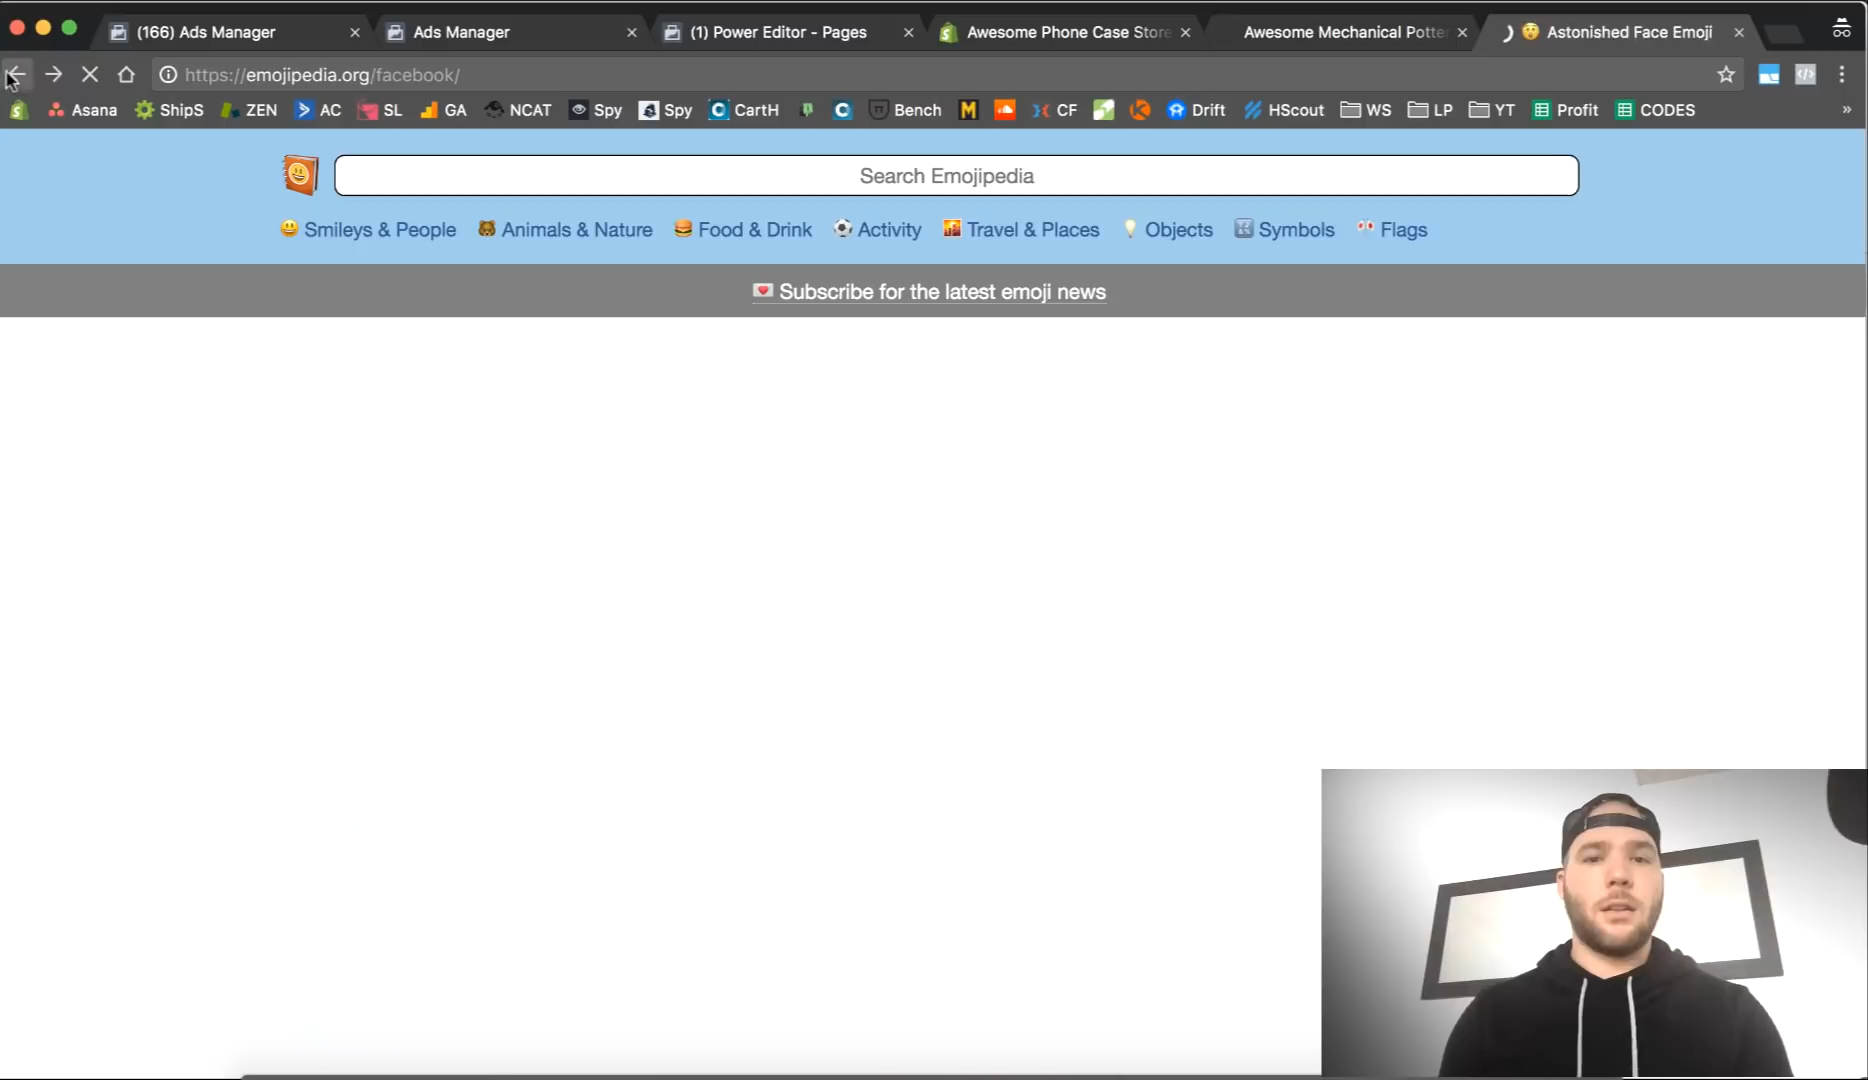 (166) Ads Manager
Ads Manager
(1) Power Editor - Pages
Awesome Phone Case Store
Awesome Mechanical Potter
Astonished Face Emoji
https://emojipedia.org/facebook/
Asana ShipS ZEN AC SL GA NCAT Spy Spy CartH Bench CF Drift HScout WS LP YT Profit CODES »
Search Emojipedia
Smileys & People Animals & Nature Food & Drink Activity Travel & Places Objects Symbols Flags
Subscribe for the latest emoji news